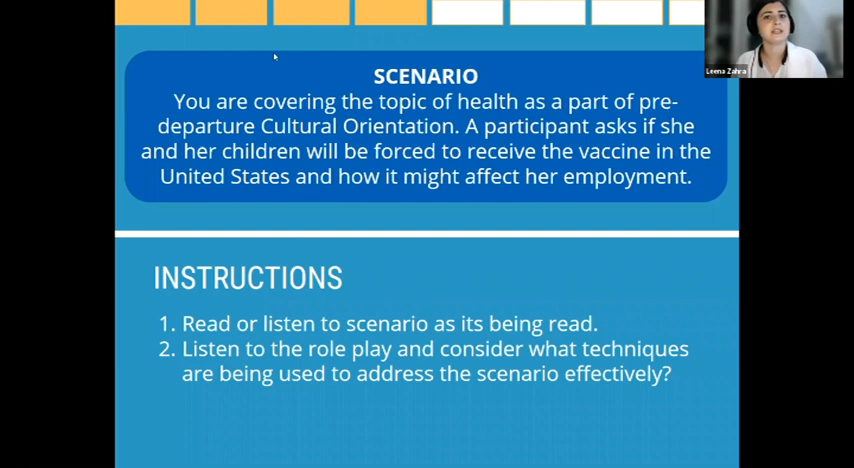 Leena Zahra
SCENARIO
You are covering the topic of health as a part of pre-
departure Cultural Orientation. A participant asks if she
and her children will be forced to receive the vaccine in the
United States and how it might affect her employment.
INSTRUCTIONS
1. Read or listen to scenario as its being read.
2. Listen to the role play and consider what techniques
are being used to address the scenario effectively?